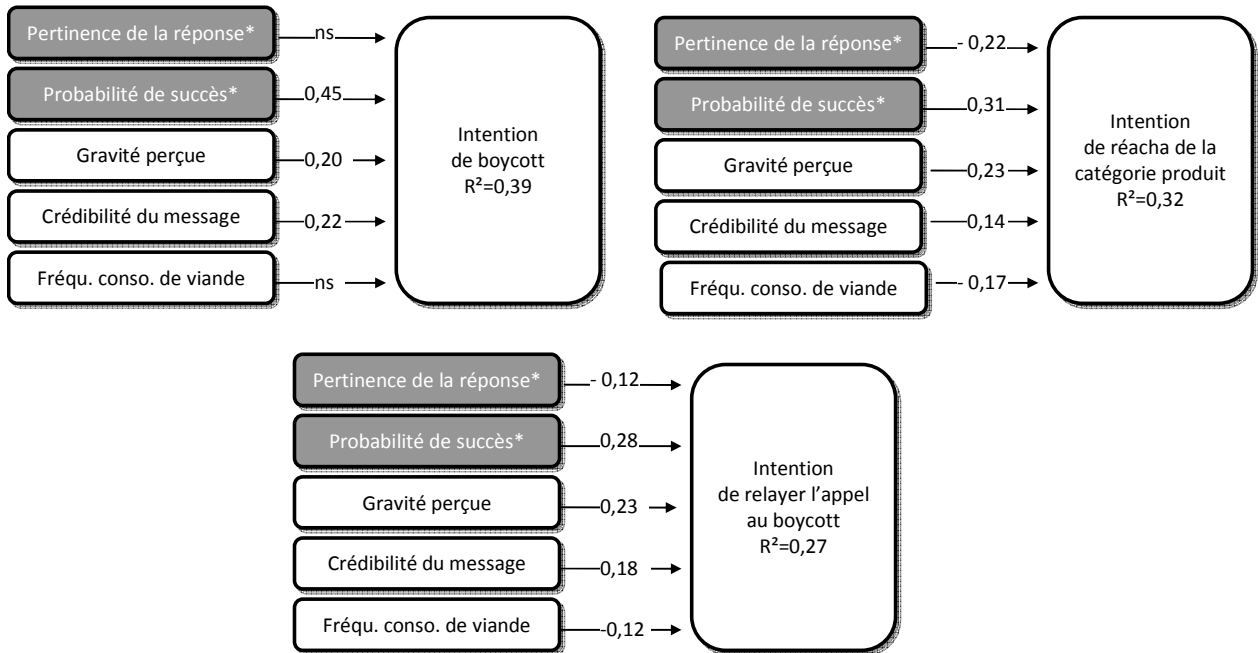 Pertinence de la réponse*
ns
Probabilité de succès*
0,45
Gravité perçue
0,20
Crédibilité du message
0,22
Fréqu. conso. de viande
ns
Intention
de boycott
R²=0,39
Pertinence de la réponse*
- 0,22
Probabilité de succès*
0,31
Gravité perçue
0,23
Crédibilité du message
0,14
Fréqu. conso. de viande
- 0,17
Intention
de réacha de la
catégorie produit
R²=0,32
Pertinence de la réponse*
- 0,12
Probabilité de succès*
0,28
Gravité perçue
0,23
Crédibilité du message
0,18
Fréqu. conso. de viande
-0,12
Intention
de relayer l’appel
au boycott
R²=0,27